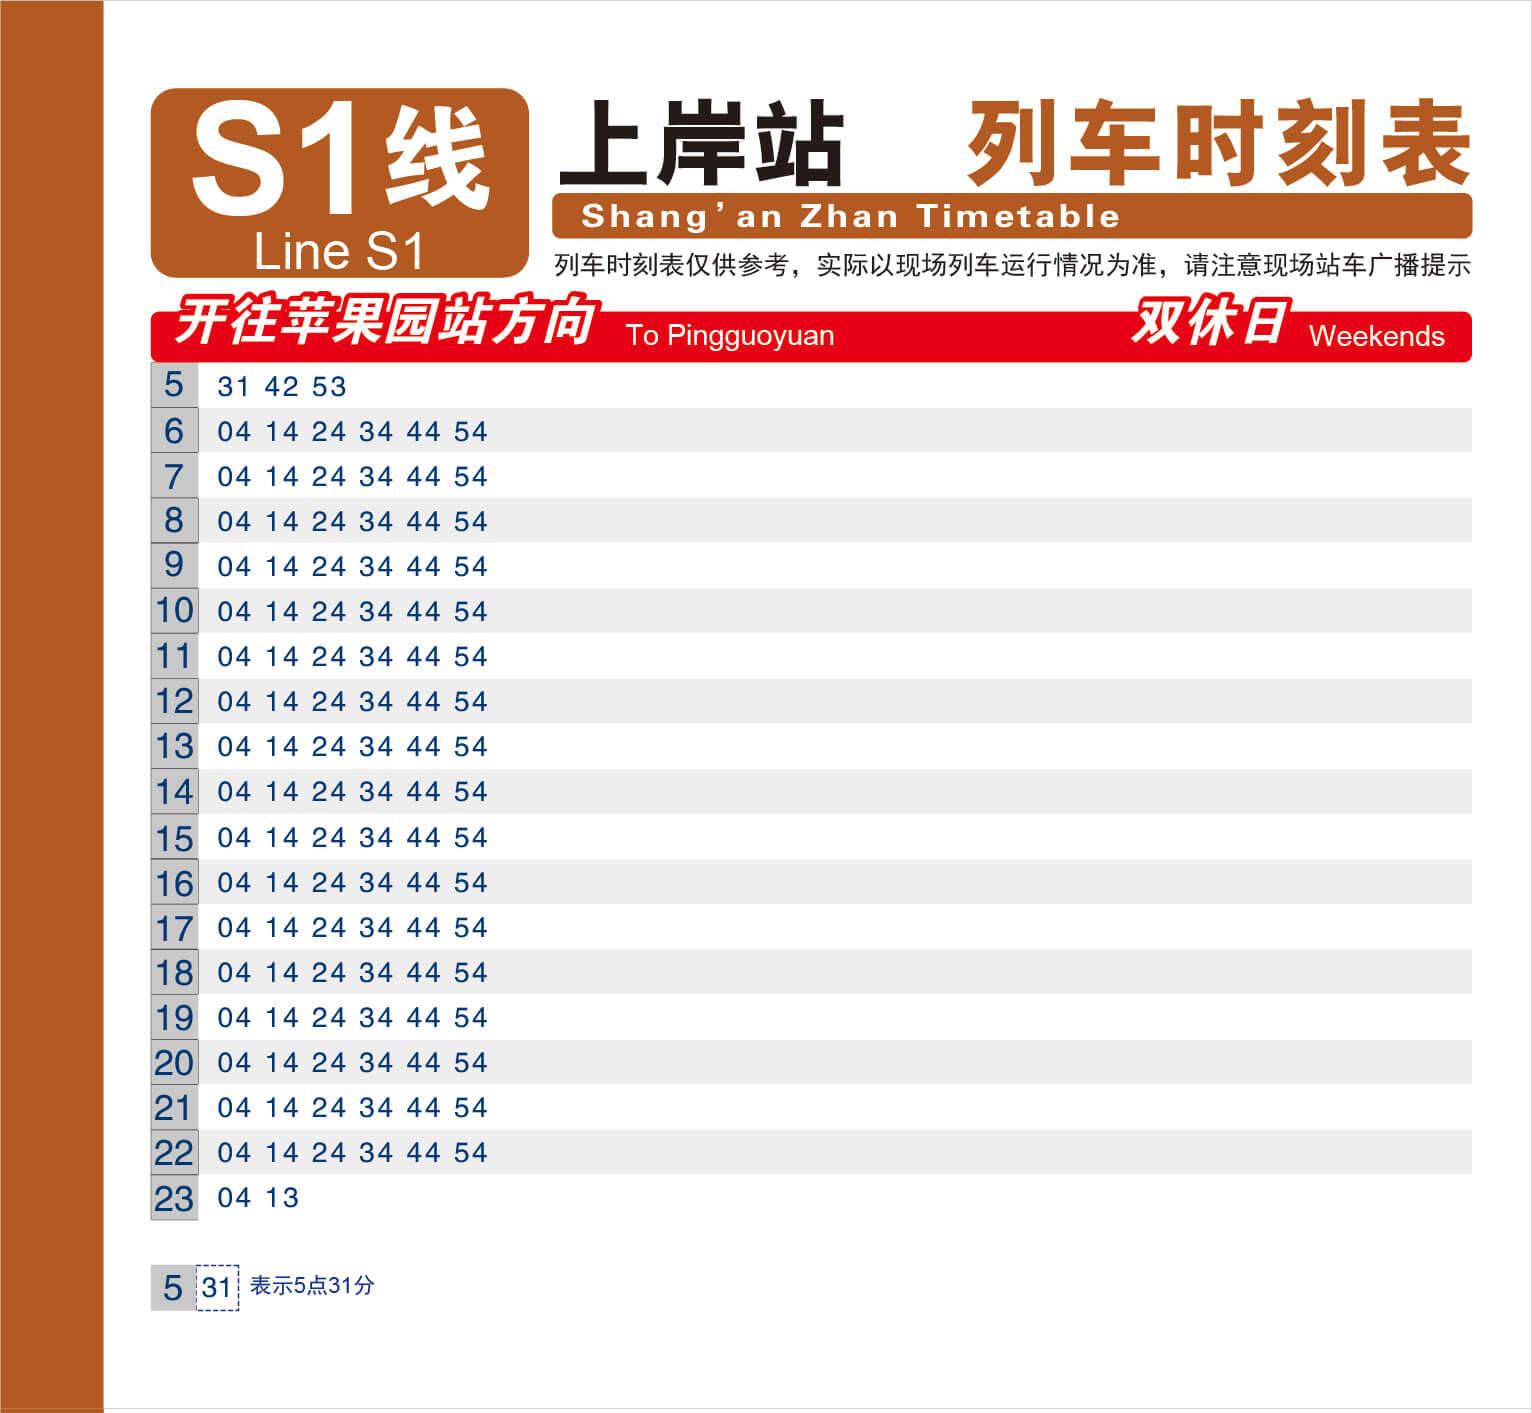 S1线
Line S1
上岸站 列车时刻表
Shang’an Zhan Timetable
列车时刻表仅供参考，实际以现场列车运行情况为准，请注意现场站车广播提示
开往苹果园站方向 To Pingguoyuan 双休日 Weekends
5 31 42 53
6 04 14 24 34 44 54
7 04 14 24 34 44 54
8 04 14 24 34 44 54
9 04 14 24 34 44 54
10 04 14 24 34 44 54
11 04 14 24 34 44 54
12 04 14 24 34 44 54
13 04 14 24 34 44 54
14 04 14 24 34 44 54
15 04 14 24 34 44 54
16 04 14 24 34 44 54
17 04 14 24 34 44 54
18 04 14 24 34 44 54
19 04 14 24 34 44 54
20 04 14 24 34 44 54
21 04 14 24 34 44 54
22 04 14 24 34 44 54
23 04 13
5 31 表示5点31分